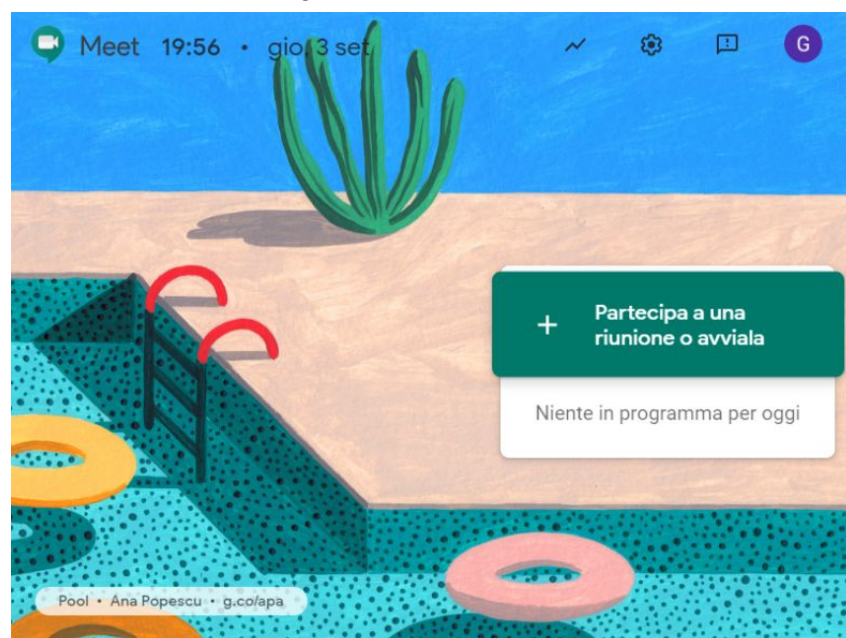 Meet 19:56 • gio 3 set
G
+ Partecipa a una
riunione o avviala
Niente in programma per oggi
Pool • Ana Popescu • g.co/apa